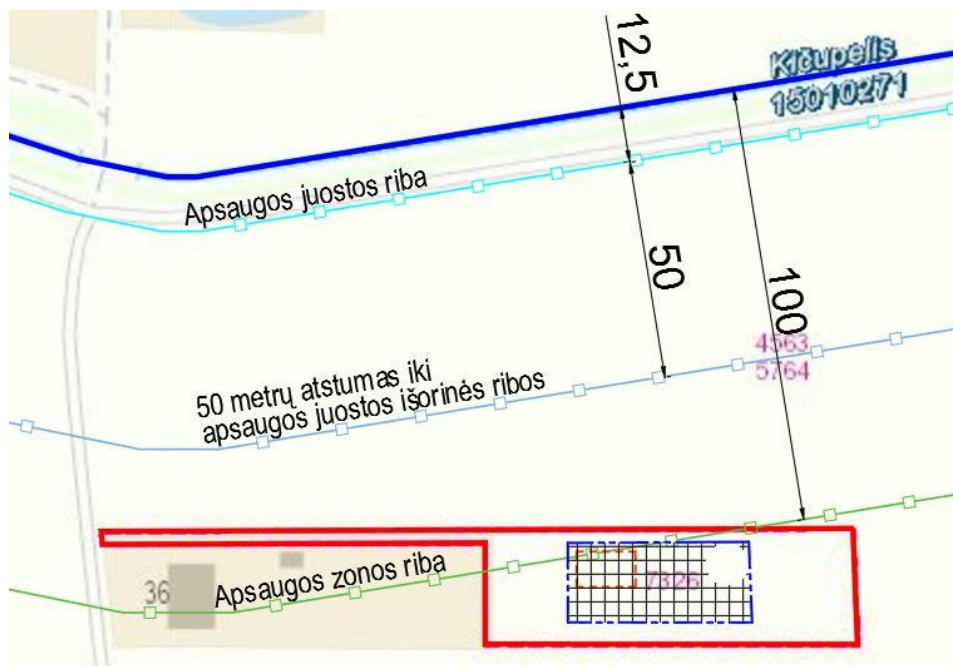 12,5
Kičupelis
15010271
Apsaugos juostos riba
50
100
4563
5764
50 metrų atstumas iki
apsaugos juostos išorinės ribos
36
Apsaugos zonos riba
7326